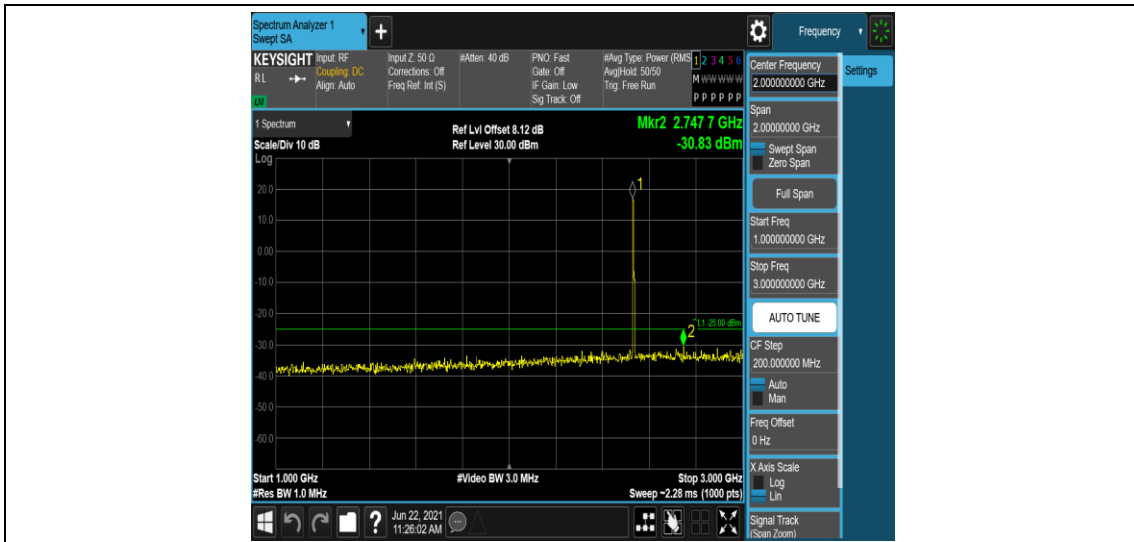 Spectrum Analyzer 1
Swept SA
Frequency
KEYSIGHT
RL
LXI
Input: RF
Coupling: DC
Align: Auto
Input Z: 50 Ω
Corrections: Off
Freq Ref: Int (S)
#Atten: 40 dB
PNO: Fast
Gate: Off
IF Gain: Low
Sig Track: Off
#Avg Type: Power (RMS
Avg|Hold: 50/50
Trig: Free Run
1 2 3 4 5 6
M W W W W W
P P P P P P
1 Spectrum
Scale/Div 10 dB
Log
Ref Lvl Offset 8.12 dB
Ref Level 30.00 dBm
Mkr2 2.747 7 GHz
-30.83 dBm
1
20.0
10.0
0.00
-10.0
-20.0
DL1 -25.00 dBm
2
-30.0
-40.0
-50.0
-60.0
Start 1.000 GHz
#Video BW 3.0 MHz
Stop 3.000 GHz
#Res BW 1.0 MHz
Sweep ~2.28 ms (1000 pts)
Jun 22, 2021
11:26:02 AM
Center Frequency
2.000000000 GHz
Settings
Span
2.00000000 GHz
Swept Span
Zero Span
Full Span
Start Freq
1.000000000 GHz
Stop Freq
3.000000000 GHz
AUTO TUNE
CF Step
200.000000 MHz
Auto
Man
Freq Offset
0 Hz
X Axis Scale
Log
Lin
Signal Track
(Span Zoom)